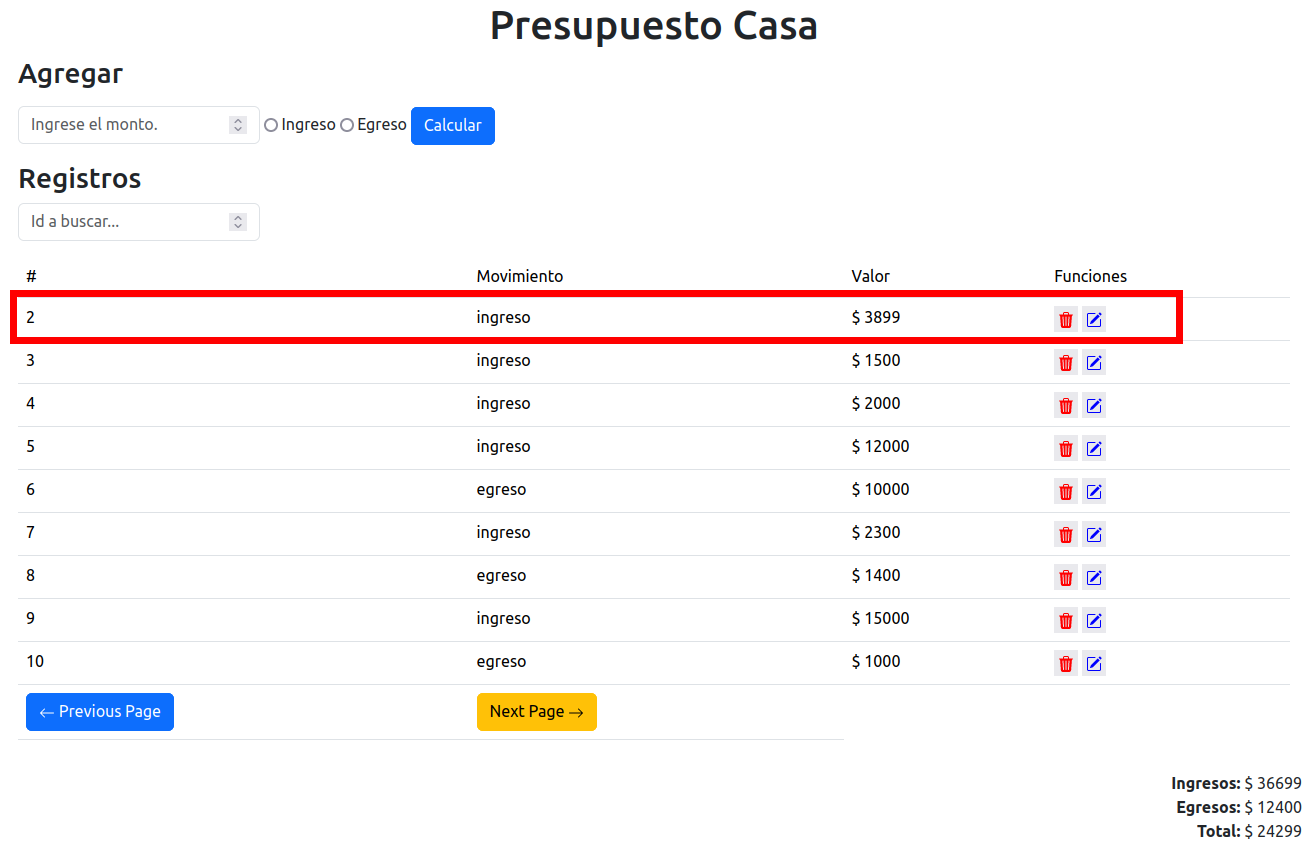 Presupuesto Casa
Agregar
Ingrese el monto. Ingreso Egreso Calcular
Registros
Id a buscar...
# Movimiento Valor Funciones
2 ingreso $ 3899
3 ingreso $ 1500
4 ingreso $ 2000
5 ingreso $ 12000
6 egreso $ 10000
7 ingreso $ 2300
8 egreso $ 1400
9 ingreso $ 15000
10 egreso $ 1000
← Previous Page Next Page →
Ingresos: $ 36699
Egresos: $ 12400
Total: $ 24299